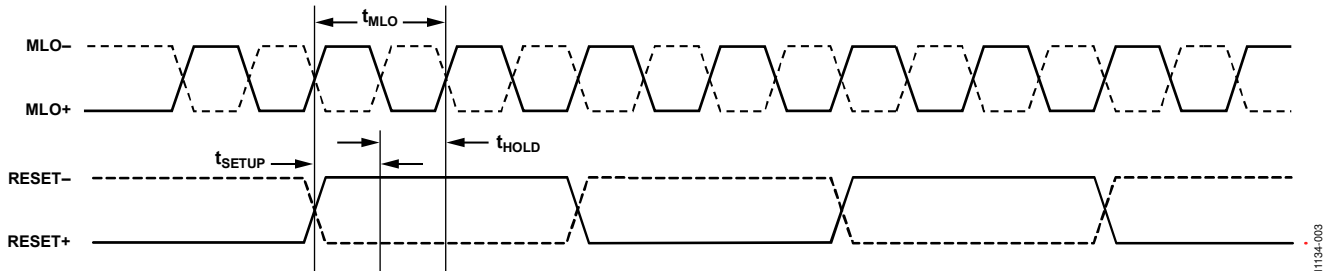 tMLO
MLO–
MLO+
tHOLD
tSETUP
RESET–
RESET+
11134-003